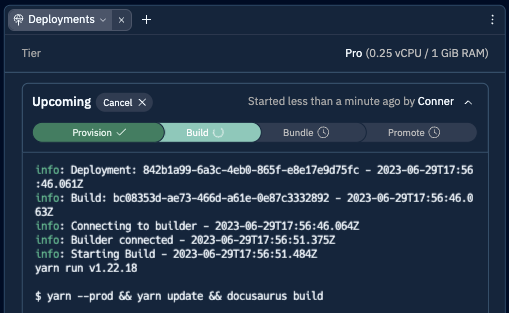 Deployments
Tier
Pro (0.25 vCPU / 1 GiB RAM)
Upcoming Cancel Started less than a minute ago by Conner
Provision Build Bundle Promote
info: Deployment: 842b1a99-6a3c-4eb0-865f-e8e17e9d75fc - 2023-06-29T17:56
:46.061Z
info: Build: bc08353d-ae73-466d-a61e-0e87c3332892 - 2023-06-29T17:56:46.0
63Z
info: Connecting to builder - 2023-06-29T17:56:46.064Z
info: Builder connected - 2023-06-29T17:56:51.375Z
info: Starting Build - 2023-06-29T17:56:51.484Z
yarn run v1.22.18
$ yarn --prod && yarn update && docusaurus build